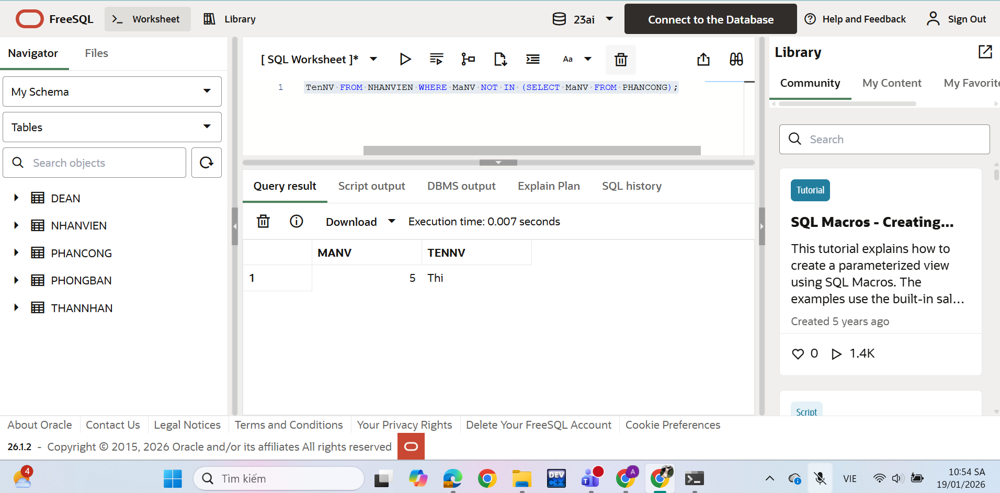 FreeSQL
Worksheet
Library
23ai
Connect to the Database
Help and Feedback
Sign Out
Navigator
Files
My Schema
Tables
Search objects
DEAN
NHANVIEN
PHANCONG
PHONGBAN
THANNHAN
[ SQL Worksheet ]*
Aa
1
TenNV FROM NHANVIEN WHERE MaNV NOT IN (SELECT MaNV FROM PHANCONG);
Query result
Script output
DBMS output
Explain Plan
SQL history
Download
Execution time: 0.007 seconds
MANV TENNV
1 5 Thi
Library
Community
My Content
My Favorite
Search
Tutorial
SQL Macros - Creating...
This tutorial explains how to
create a parameterized view
using SQL Macros. The
examples use the built-in sal...
Created 5 years ago
0
1.4K
Script
About Oracle
Contact Us
Legal Notices
Terms and Conditions
Your Privacy Rights
Delete Your FreeSQL Account
Cookie Preferences
26.1.2 - Copyright © 2015, 2026 Oracle and/or its affiliates All rights reserved
4
Tìm kiếm
DEV
C++
T
A
VIE
10:54 SA
19/01/2026